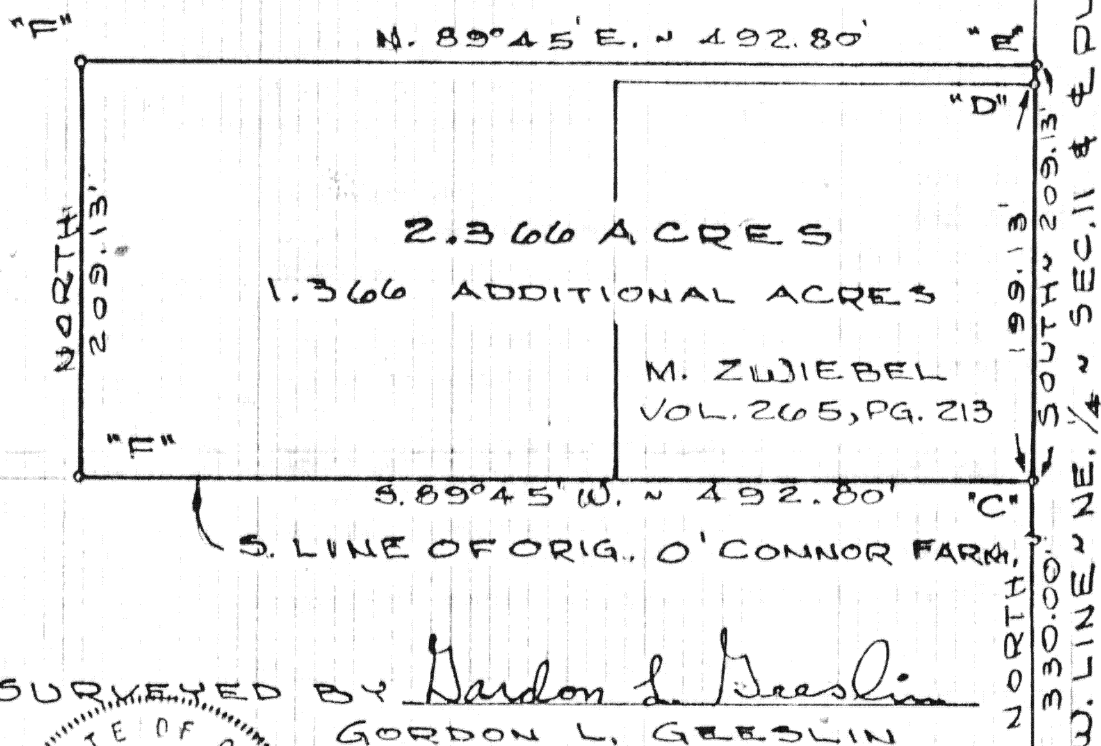 "F"
N. 89°45' E. ~ 492.80'
"E"
"D"
NORTH
209.13'
2.366 ACRES
1.366 ADDITIONAL ACRES
M. ZWIEBEL
VOL. 265, PG. 213
199.13'
SOUTH ~ 209.13'
"F"
S. 89°45' W. ~ 492.80'
"C"
S. LINE OF ORIG. O'CONNOR FARM.
NORTH
330.00'
W. LINE ~ NE. 1/4 ~ SEC. 11 & ℄
SURVEYED BY Gordon L. Geeslin
GORDON L. GEESLIN
TE OF